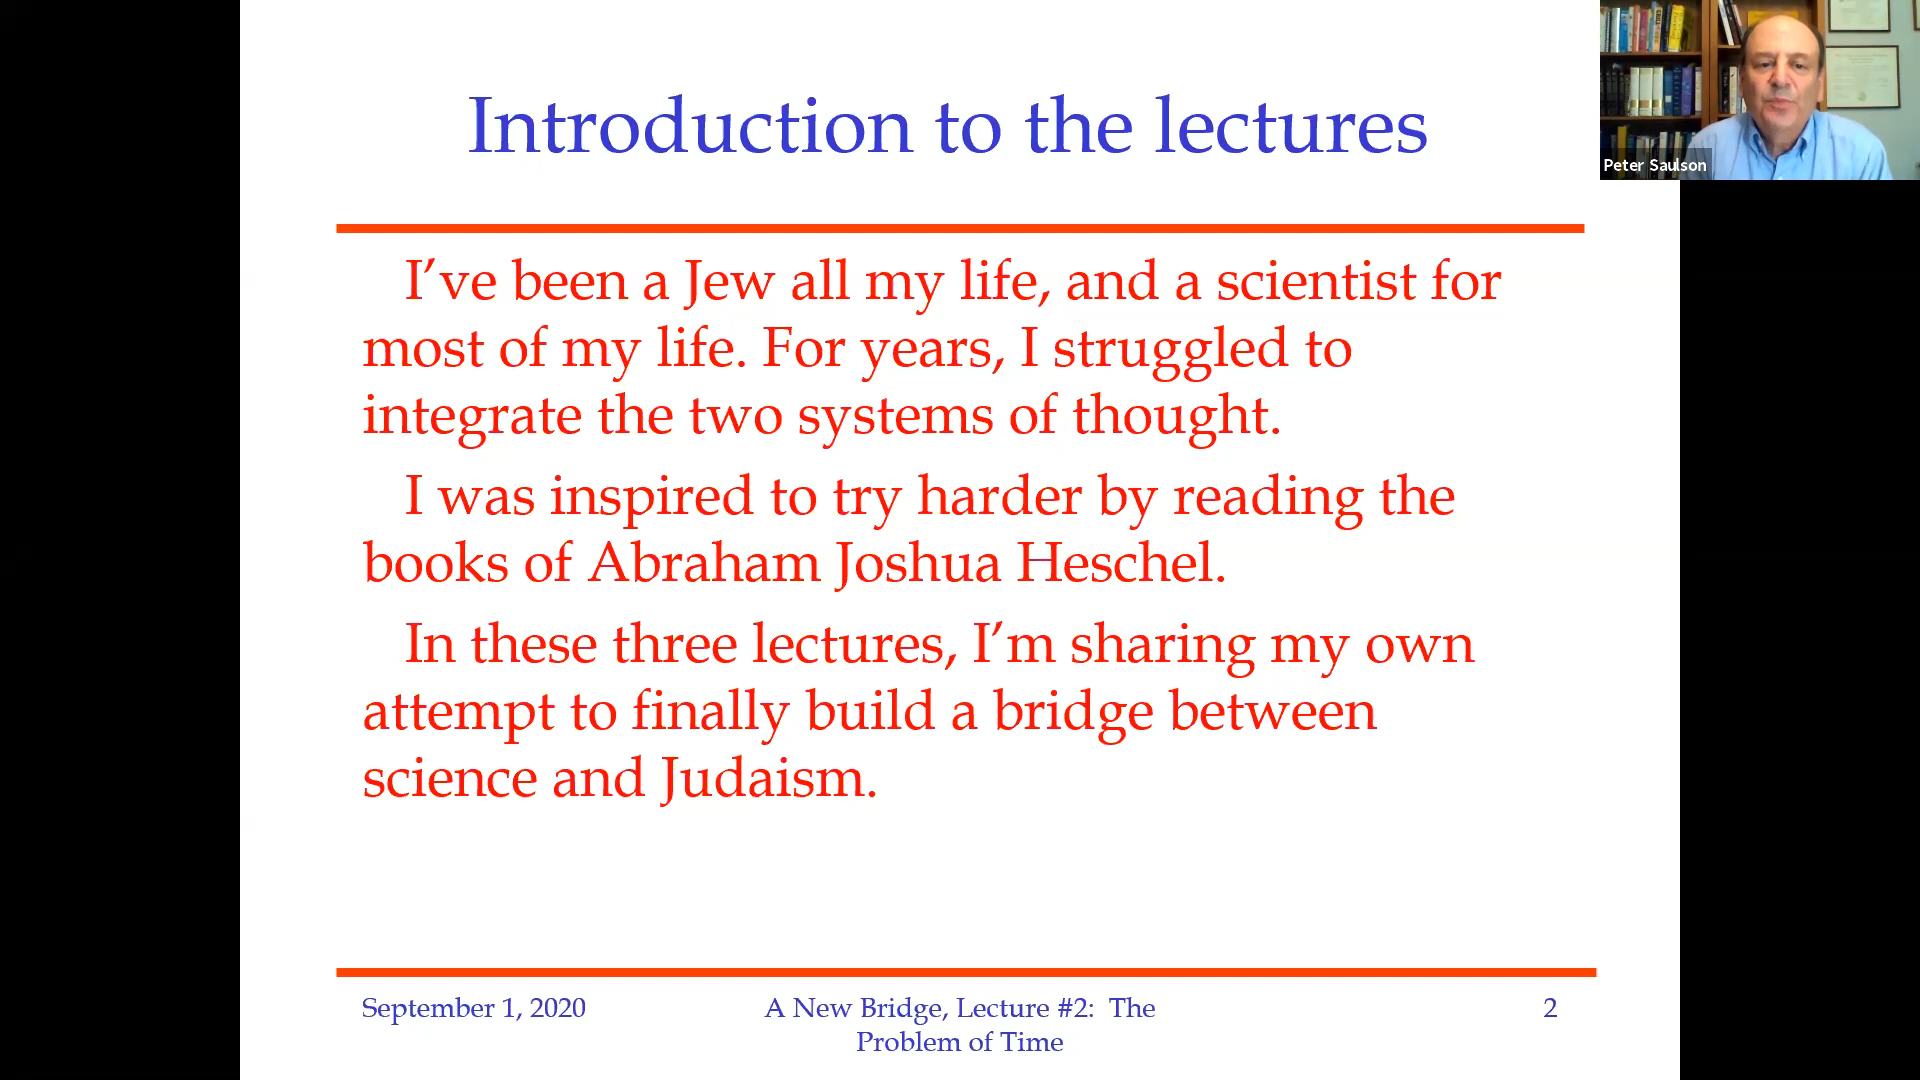 Introduction to the lectures
Peter Saulson
I’ve been a Jew all my life, and a scientist for
most of my life. For years, I struggled to
integrate the two systems of thought.
I was inspired to try harder by reading the
books of Abraham Joshua Heschel.
In these three lectures, I’m sharing my own
attempt to finally build a bridge between
science and Judaism.
September 1, 2020
A New Bridge, Lecture #2: The
Problem of Time
2